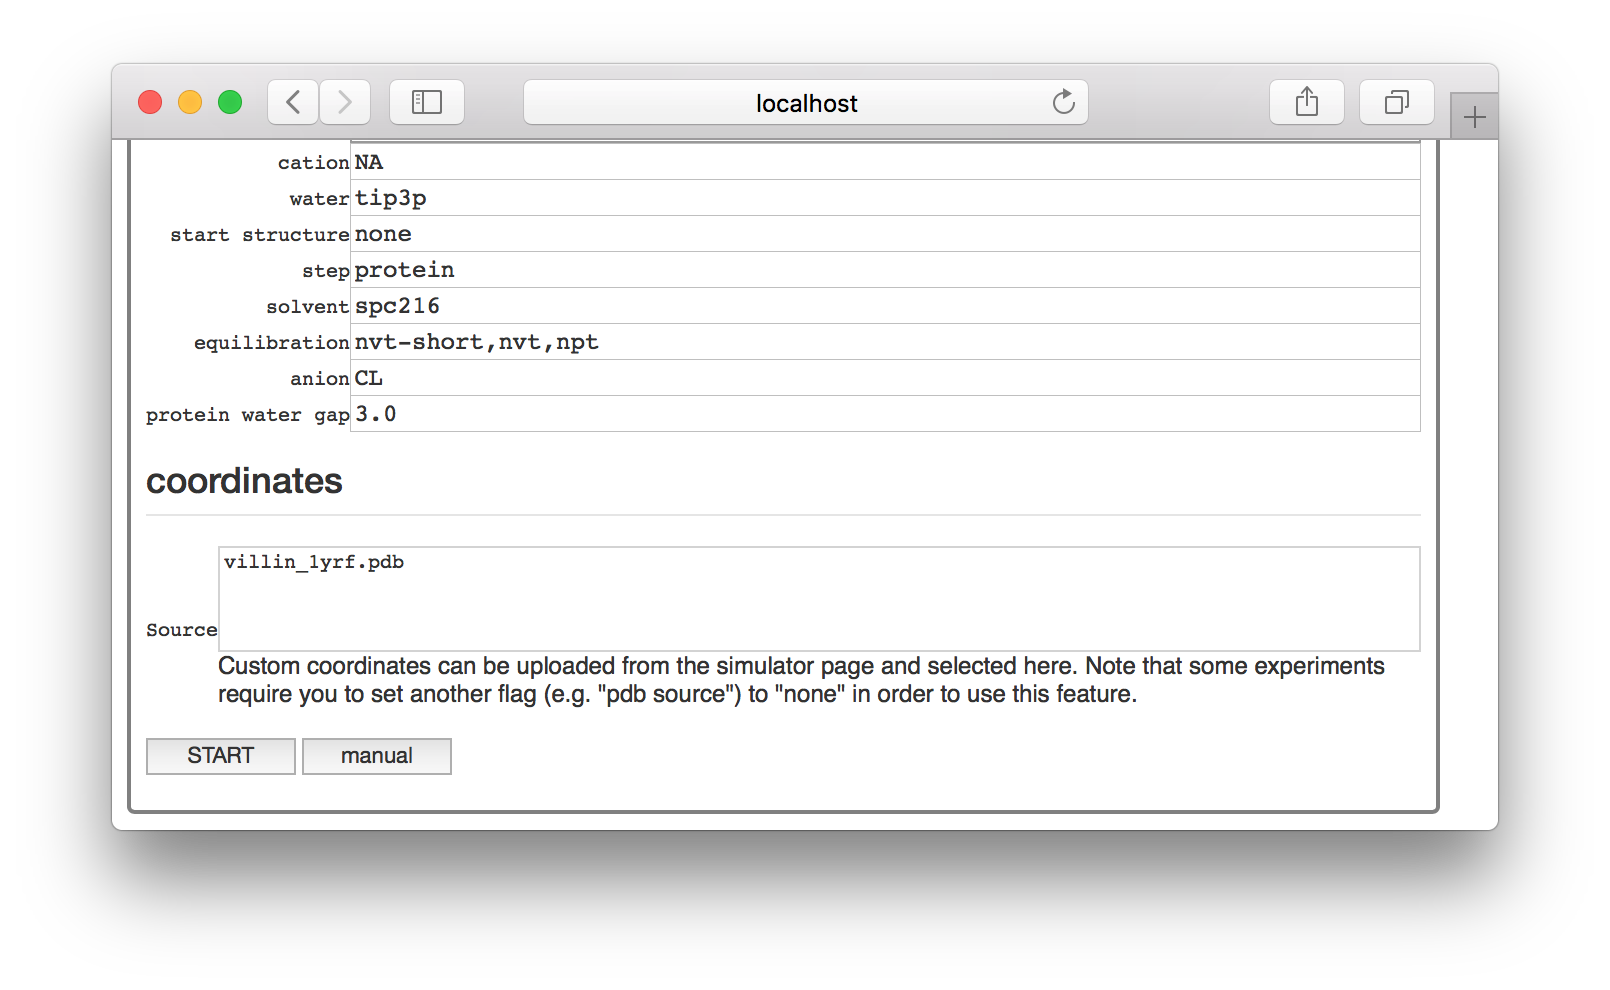 localhost
cation NA
water tip3p
start structure none
step protein
solvent spc216
equilibration nvt-short,nvt,npt
anion CL
protein water gap 3.0
coordinates
villin_1yrf.pdb
Source
Custom coordinates can be uploaded from the simulator page and selected here. Note that some experiments
require you to set another flag (e.g. "pdb source") to "none" in order to use this feature.
START manual